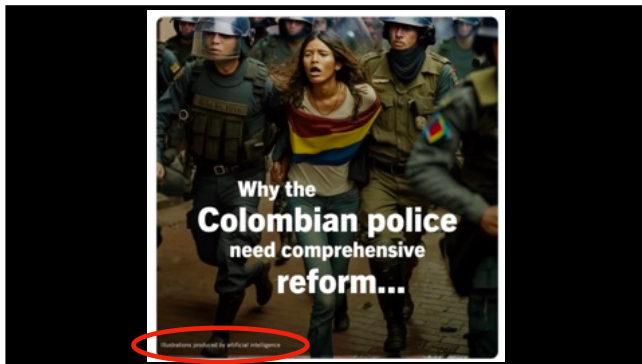 Why the
Colombian police
need comprehensive
reform...
Illustrations produced by artificial intelligence